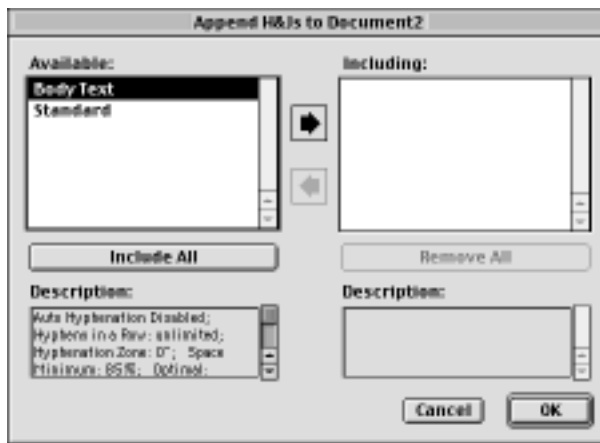 Append H&Js to Document2
Available:
Including:
Body Text
Standard
Include All
Remove All
Description:
Description:
Auto Hyphenation Disabled;
Hyphens in a Row: unlimited;
Hyphenation Zone: 0"; Space
Minimum: 85%; Optimal:
Cancel
OK